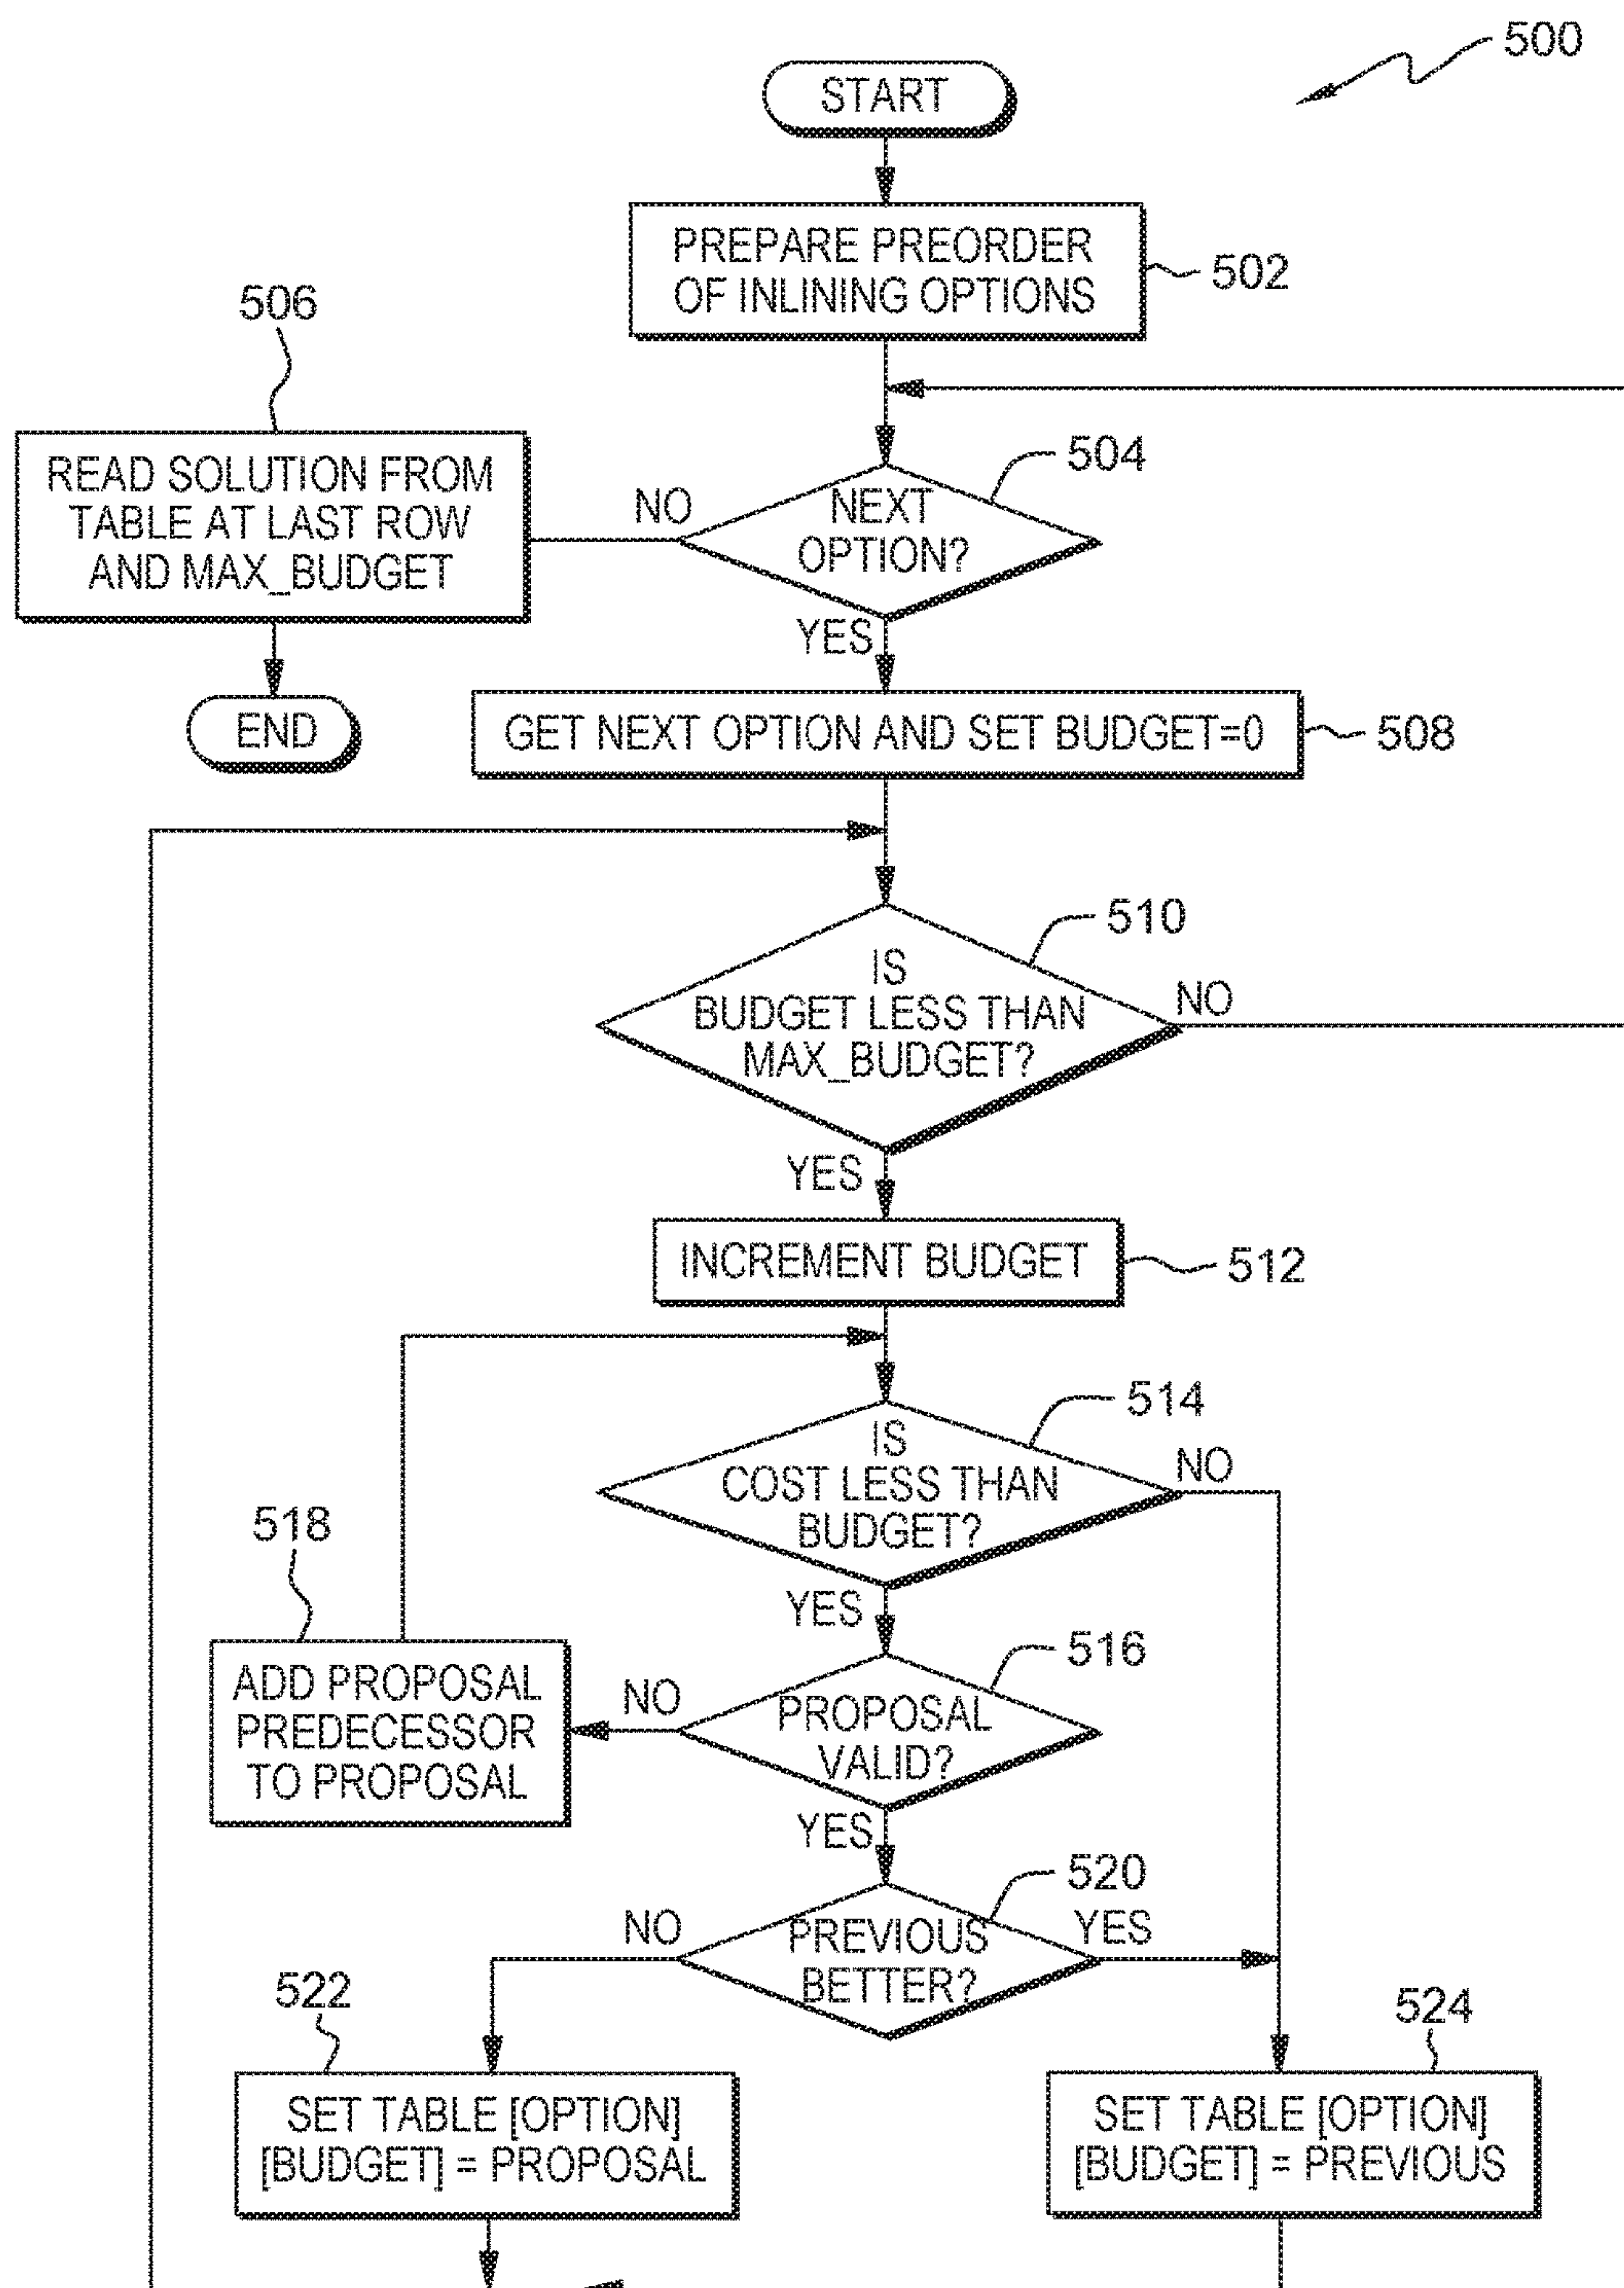 500
START
PREPARE PREORDER
OF INLINING OPTIONS
502
506
READ SOLUTION FROM
TABLE AT LAST ROW
AND MAX_BUDGET
NO
NEXT
OPTION?
504
YES
END
GET NEXT OPTION AND SET BUDGET=0
508
IS
BUDGET LESS THAN
MAX_BUDGET?
510
NO
YES
INCREMENT BUDGET
512
IS
COST LESS THAN
BUDGET?
514
NO
YES
518
ADD PROPOSAL
PREDECESSOR
TO PROPOSAL
NO
PROPOSAL
VALID?
516
YES
520
NO
PREVIOUS
BETTER?
YES
522
SET TABLE [OPTION]
[BUDGET] = PROPOSAL
524
SET TABLE [OPTION]
[BUDGET] = PREVIOUS